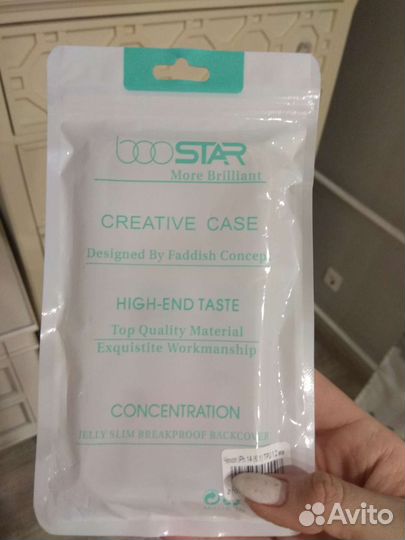 booSTAR
More Brilliant
CREATIVE CASE
Designed By Faddish Concep
HIGH-END TASTE
Top Quality Material
Exquistite Workmanship
CONCENTRATION
JELLY SLIM BREAKPROOF BACKCOVER
Avito